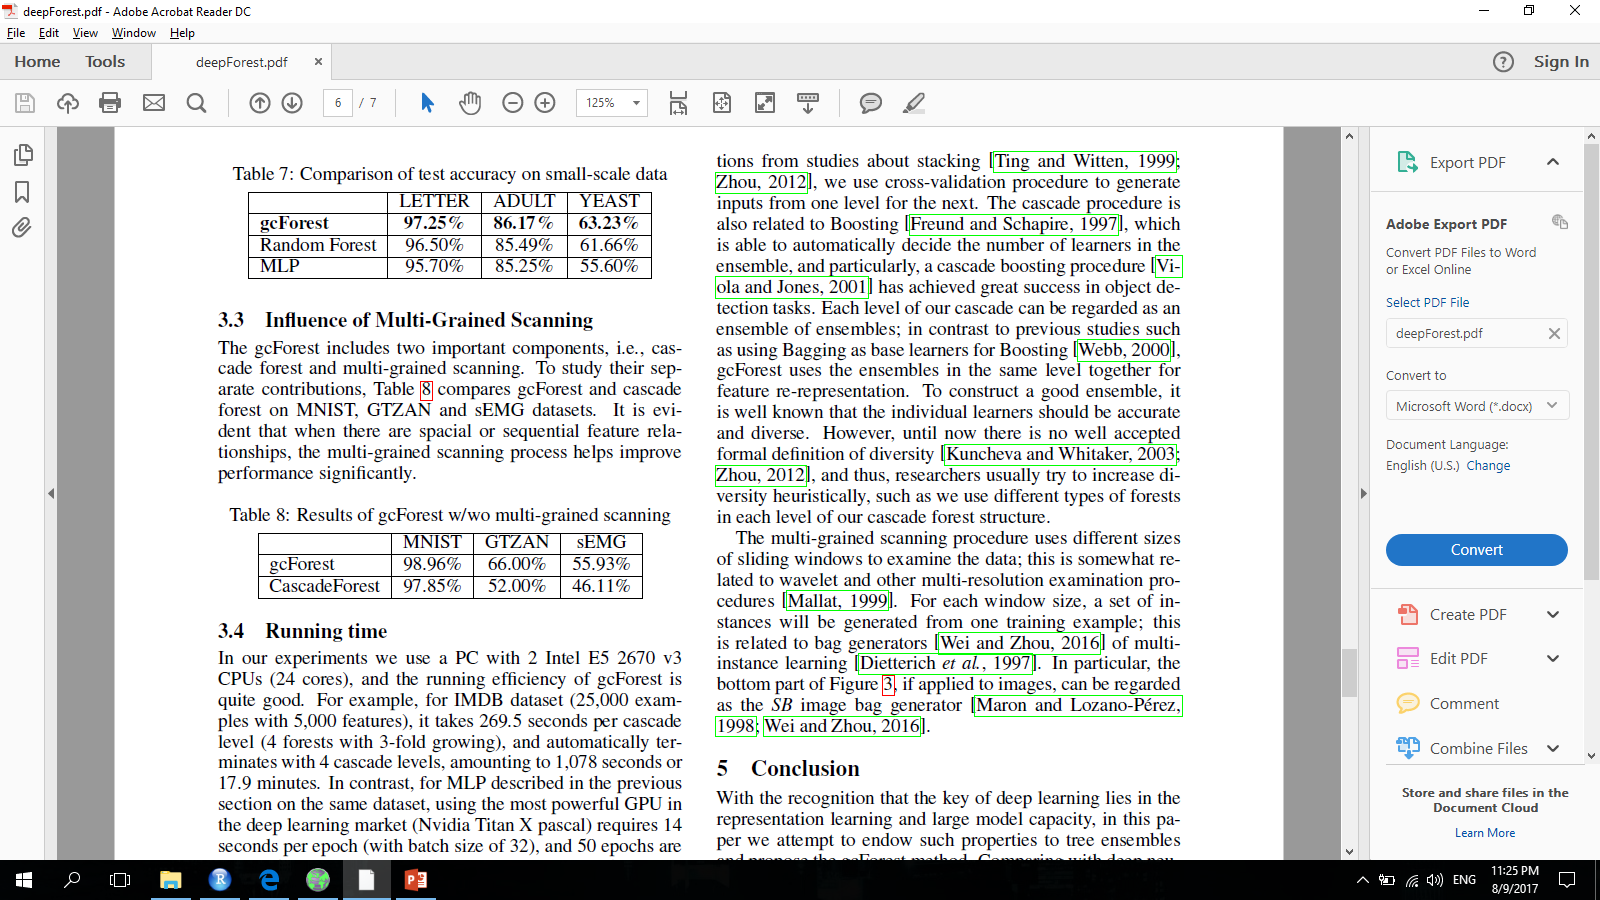 deepForest.pdf - Adobe Acrobat Reader DC
File Edit View Window Help
Home Tools deepForest.pdf × Sign In
6 / 7 125%
Table 7: Comparison of test accuracy on small-scale data
LETTER ADULT YEAST
gcForest 97.25% 86.17% 63.23%
Random Forest 96.50% 85.49% 61.66%
MLP 95.70% 85.25% 55.60%
3.3 Influence of Multi-Grained Scanning
The gcForest includes two important components, i.e., cas-
cade forest and multi-grained scanning. To study their sep-
arate contributions, Table 8 compares gcForest and cascade
forest on MNIST, GTZAN and sEMG datasets. It is evi-
dent that when there are spacial or sequential feature rela-
tionships, the multi-grained scanning process helps improve
performance significantly.
Table 8: Results of gcForest w/wo multi-grained scanning
MNIST GTZAN sEMG
gcForest 98.96% 66.00% 55.93%
CascadeForest 97.85% 52.00% 46.11%
3.4 Running time
In our experiments we use a PC with 2 Intel E5 2670 v3
CPUs (24 cores), and the running efficiency of gcForest is
quite good. For example, for IMDB dataset (25,000 exam-
ples with 5,000 features), it takes 269.5 seconds per cascade
level (4 forests with 3-fold growing), and automatically ter-
minates with 4 cascade levels, amounting to 1,078 seconds or
17.9 minutes. In contrast, for MLP described in the previous
section on the same dataset, using the most powerful GPU in
the deep learning market (Nvidia Titan X pascal) requires 14
seconds per epoch (with batch size of 32), and 50 epochs are
tions from studies about stacking [Ting and Witten, 1999;
Zhou, 2012], we use cross-validation procedure to generate
inputs from one level for the next. The cascade procedure is
also related to Boosting [Freund and Schapire, 1997], which
is able to automatically decide the number of learners in the
ensemble, and particularly, a cascade boosting procedure [Vi-
ola and Jones, 2001] has achieved great success in object de-
tection tasks. Each level of our cascade can be regarded as an
ensemble of ensembles; in contrast to previous studies such
as using Bagging as base learners for Boosting [Webb, 2000],
gcForest uses the ensembles in the same level together for
feature re-representation. To construct a good ensemble, it
is well known that the individual learners should be accurate
and diverse. However, until now there is no well accepted
formal definition of diversity [Kuncheva and Whitaker, 2003;
Zhou, 2012], and thus, researchers usually try to increase di-
versity heuristically, such as we use different types of forests
in each level of our cascade forest structure.
The multi-grained scanning procedure uses different sizes
of sliding windows to examine the data; this is somewhat re-
lated to wavelet and other multi-resolution examination pro-
cedures [Mallat, 1999]. For each window size, a set of in-
stances will be generated from one training example; this
is related to bag generators [Wei and Zhou, 2016] of multi-
instance learning [Dietterich et al., 1997]. In particular, the
bottom part of Figure 3, if applied to images, can be regarded
as the SB image bag generator [Maron and Lozano-Pérez,
1998; Wei and Zhou, 2016].
5 Conclusion
With the recognition that the key of deep learning lies in the
representation learning and large model capacity, in this pa-
per we attempt to endow such properties to tree ensembles
and propose the gcForest method. Comparing with deep neu-
Export PDF
Adobe Export PDF
Convert PDF Files to Word
or Excel Online
Select PDF File
deepForest.pdf
Convert to
Microsoft Word (*.docx)
Document Language:
English (U.S.) Change
Convert
Create PDF
Edit PDF
Comment
Combine Files
Store and share files in the
Document Cloud
Learn More
ENG
11:25 PM
8/9/2017